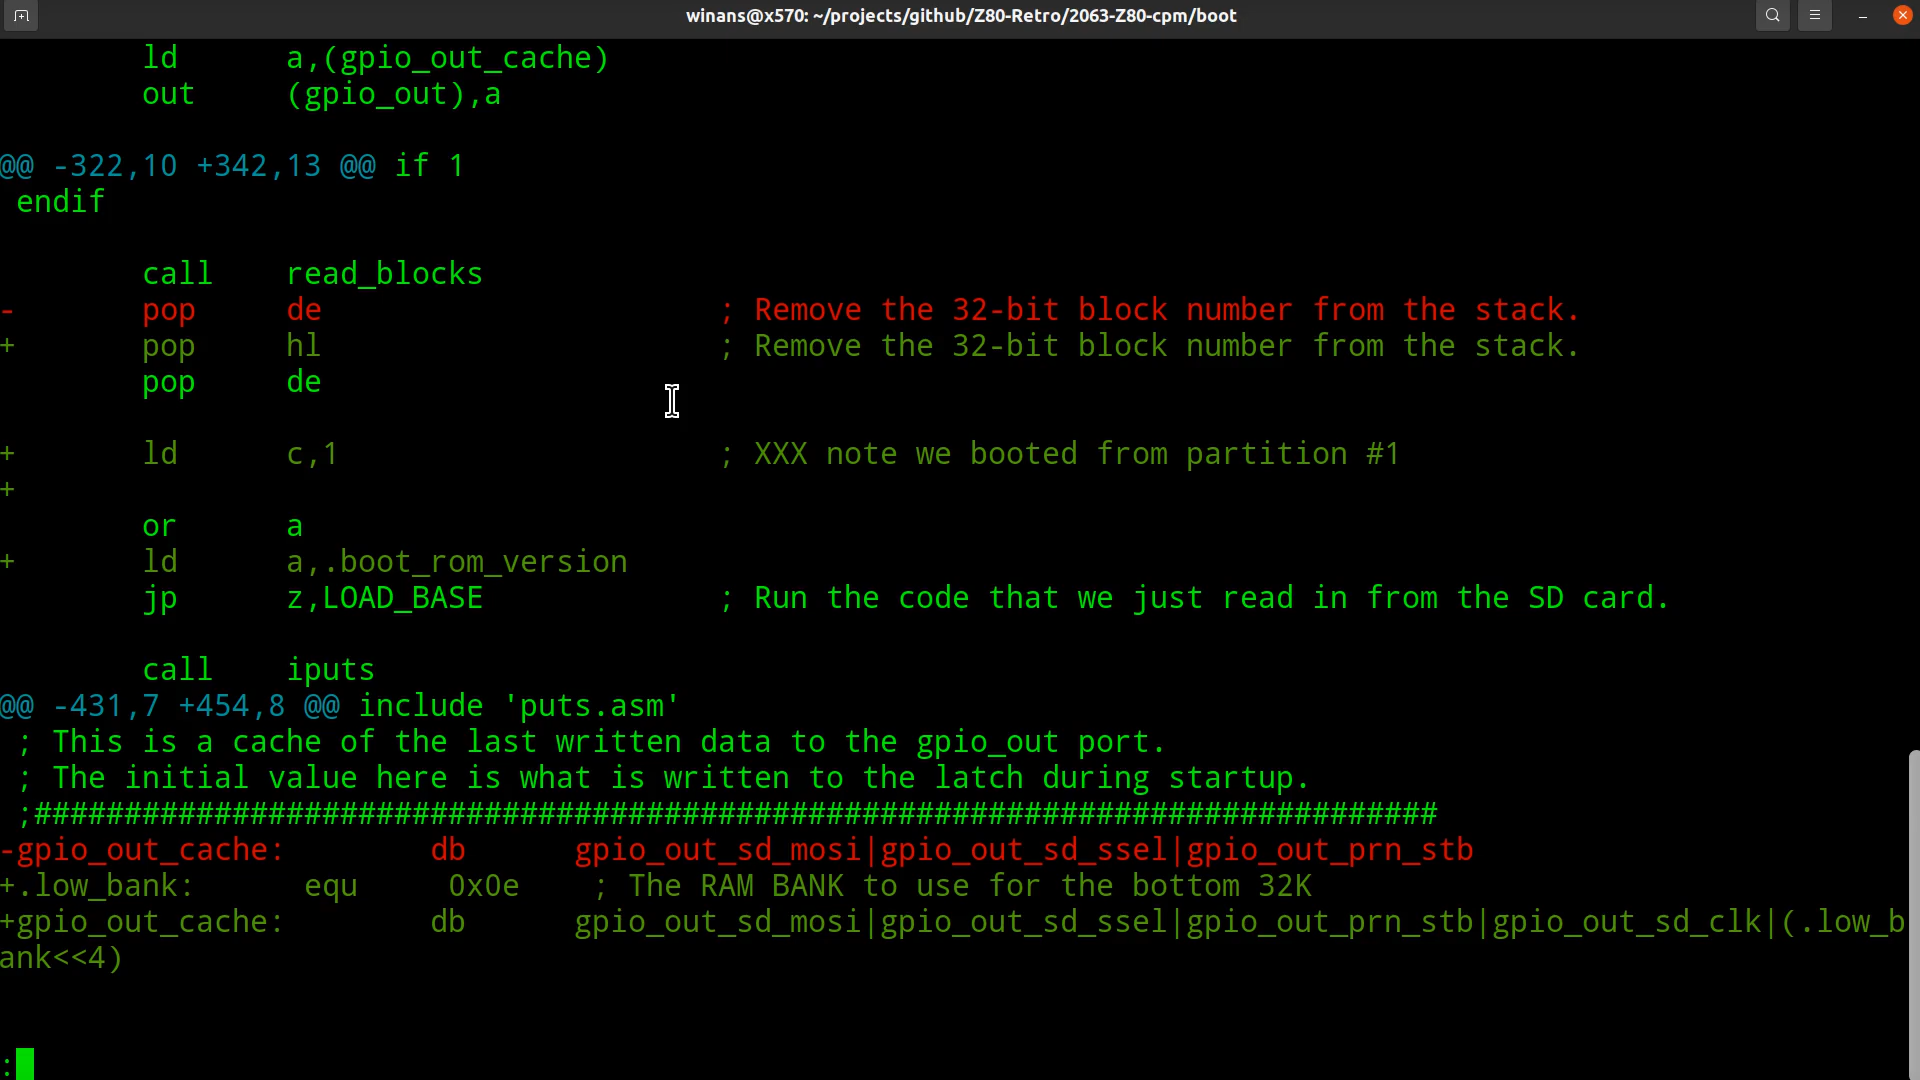 winans@x570: ~/projects/github/Z80-Retro/2063-Z80-cpm/boot
        ld      a,(gpio_out_cache)
        out     (gpio_out),a
@@ -322,10 +342,13 @@ if 1
 endif
        call    read_blocks
-       pop     de                      ; Remove the 32-bit block number from the stack.
+       pop     hl                      ; Remove the 32-bit block number from the stack.
        pop     de
+       ld      c,1                     ; XXX note we booted from partition #1
+
        or      a
+       ld      a,.boot_rom_version
        jp      z,LOAD_BASE             ; Run the code that we just read in from the SD card.
        call    iputs
@@ -431,7 +454,8 @@ include 'puts.asm'
 ; This is a cache of the last written data to the gpio_out port.
 ; The initial value here is what is written to the latch during startup.
 ;##############################################################################
-gpio_out_cache:        db      gpio_out_sd_mosi|gpio_out_sd_ssel|gpio_out_prn_stb
+.low_bank:      equ     0x0e    ; The RAM BANK to use for the bottom 32K
+gpio_out_cache:        db      gpio_out_sd_mosi|gpio_out_sd_ssel|gpio_out_prn_stb|gpio_out_sd_clk|(.low_b
ank<<4)
: